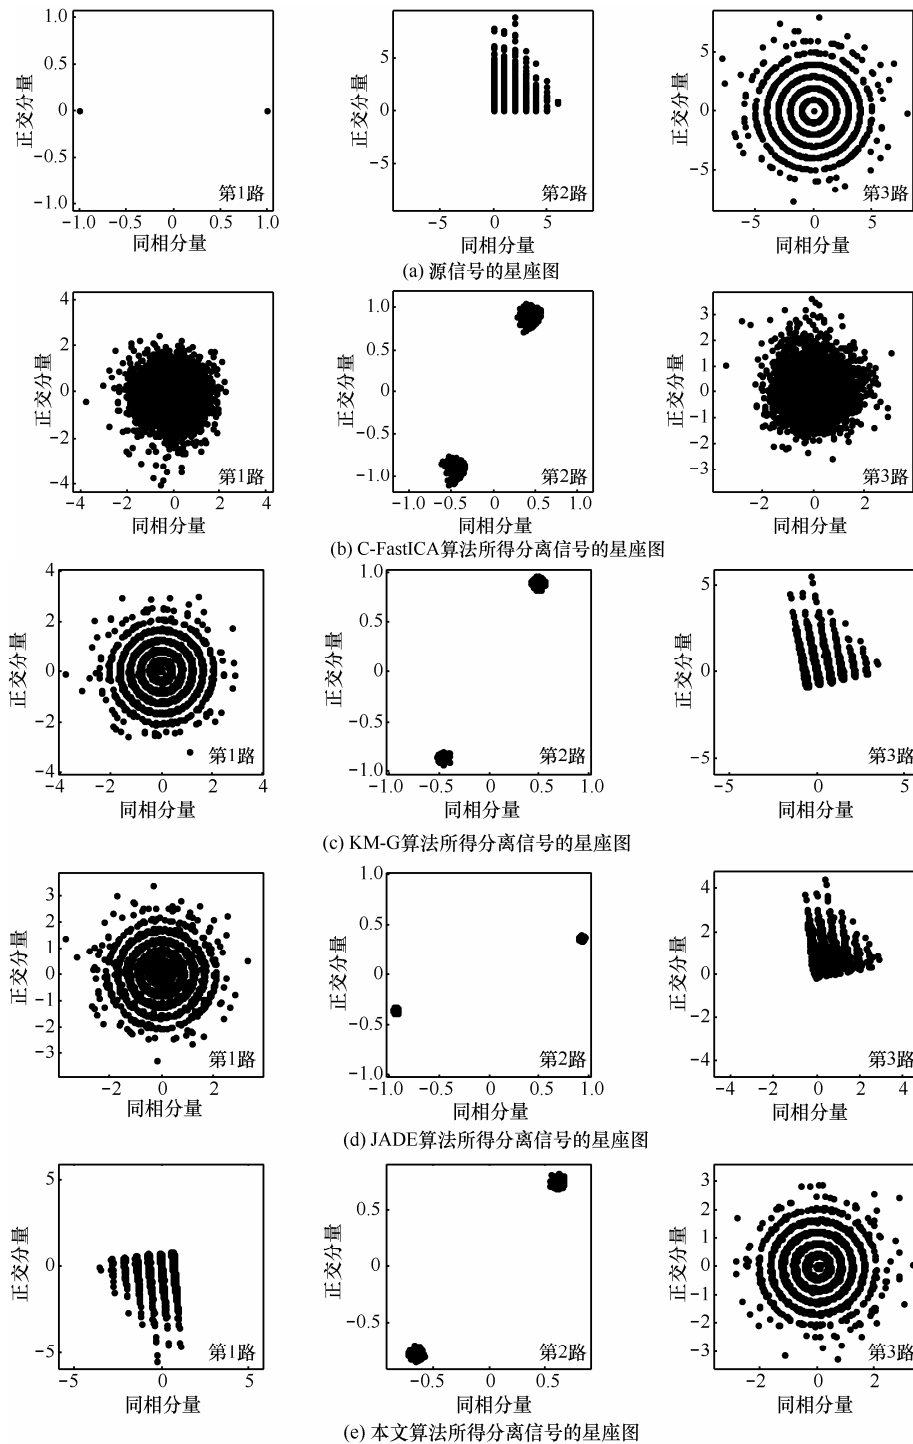 1.0
0.5
0
−0.5
−1.0
正交分量
第1路
−1.0 −0.5 0 0.5 1.0
同相分量
5
0
−5
正交分量
第2路
−5 0 5
同相分量
5
0
−5
正交分量
第3路
−5 0 5
同相分量
(a) 源信号的星座图
4
2
0
−2
−4
正交分量
第1路
−4 −2 0 2 4
同相分量
1.0
0.5
0
−0.5
−1.0
正交分量
第2路
−1.0 −0.5 0 0.5 1.0
同相分量
3
2
1
0
−1
−2
−3
正交分量
第3路
−2 0 2
同相分量
(b) C-FastICA算法所得分离信号的星座图
4
2
0
−2
−4
正交分量
第1路
−4 −2 0 2 4
同相分量
1.0
0.5
0
−0.5
−1.0
正交分量
第2路
−1.0 −0.5 0 0.5 1.0
同相分量
5
0
−5
正交分量
第3路
−5 0 5
同相分量
(c) KM-G算法所得分离信号的星座图
3
2
1
0
−1
−2
−3
正交分量
第1路
−2 0 2
同相分量
1.0
0.5
0
−0.5
−1.0
正交分量
第2路
−1.0 −0.5 0 0.5 1.0
同相分量
4
2
0
−2
−4
正交分量
第3路
−4 −2 0 2 4
同相分量
(d) JADE算法所得分离信号的星座图
5
0
−5
正交分量
第1路
−5 0 5
同相分量
0.5
0
−0.5
正交分量
第2路
−0.5 0 0.5
同相分量
3
2
1
0
−1
−2
−3
正交分量
第3路
−2 0 2
同相分量
(e) 本文算法所得分离信号的星座图